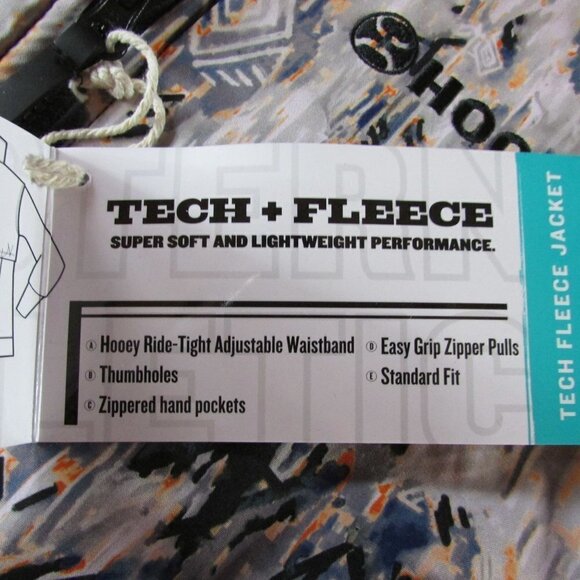 HOO
TECH + FLEECE
SUPER SOFT AND LIGHTWEIGHT PERFORMANCE.
Ⓐ Hooey Ride-Tight Adjustable Waistband
Ⓑ Thumbholes
Ⓒ Zippered hand pockets
Ⓓ Easy Grip Zipper Pulls
Ⓔ Standard Fit
TECH FLEECE JACKET